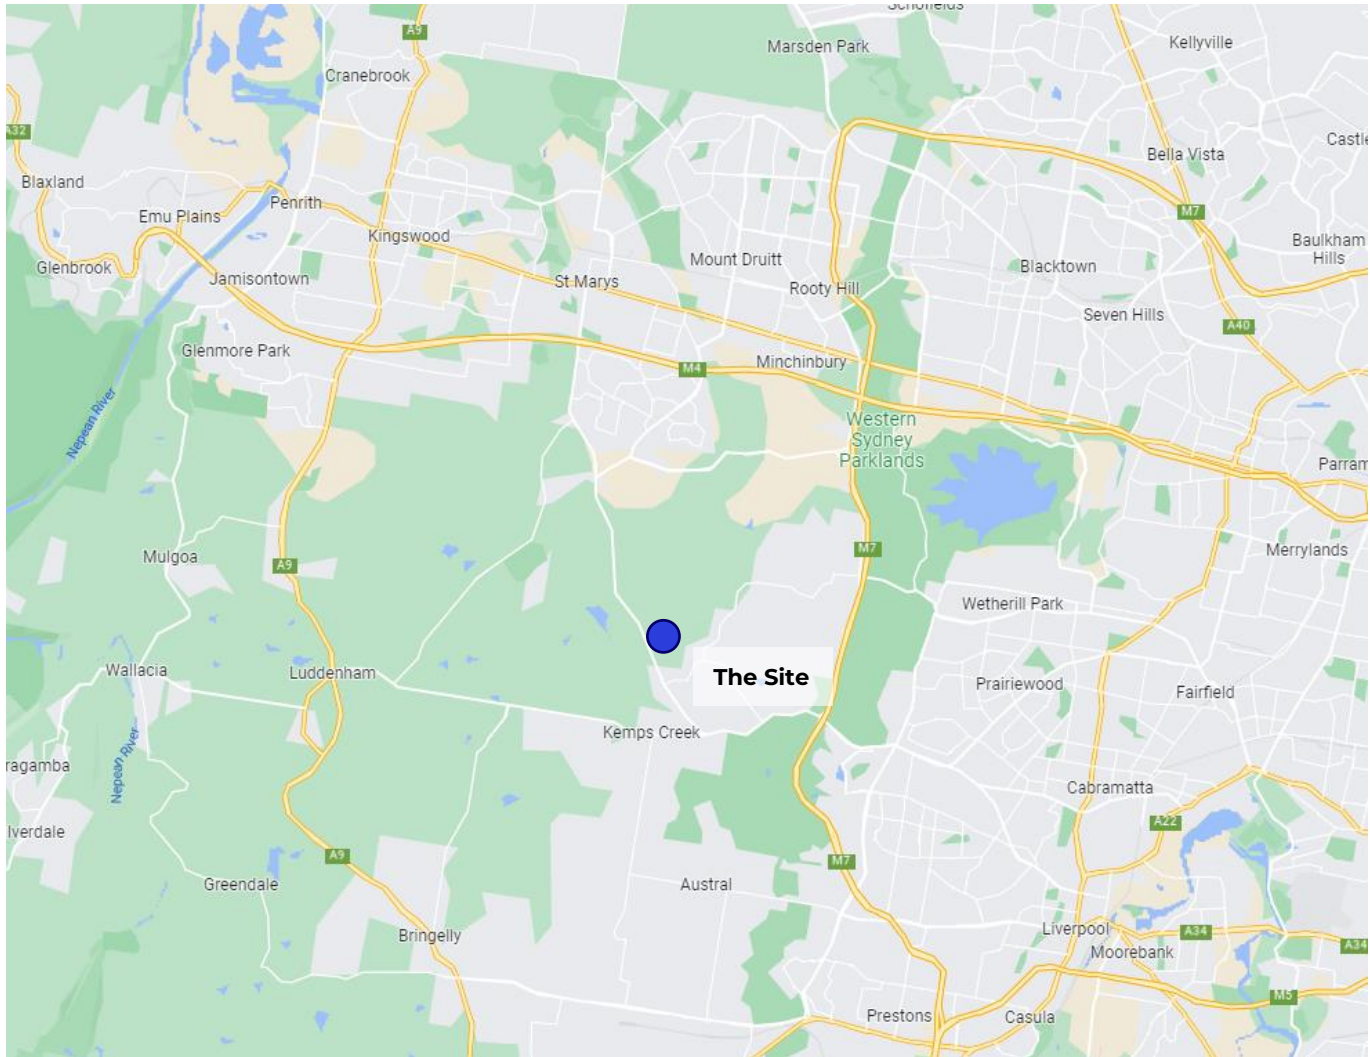 Schofields
A9
Marsden Park
Kellyville
Cranebrook
A32
Castle
Bella Vista
Blaxland
Penrith
Emu Plains
M7
Kingswood
Baulkham
Hills
Mount Druitt
Blacktown
Glenbrook
Jamisontown
St Marys
Rooty Hill
Seven Hills
A40
Glenmore Park
Minchinbury
M4
Nepean River
Western
Sydney
Parklands
Parram
Mulgoa
M7
Merrylands
A9
Wetherill Park
Wallacia
Luddenham
The Site
Prairiewood
Fairfield
Kemps Creek
Nepean River
ragamba
Cabramatta
A22
lverdale
A9
M7
Greendale
Austral
Bringelly
Liverpool
A34
A34
Moorebank
M5
Prestons
Casula